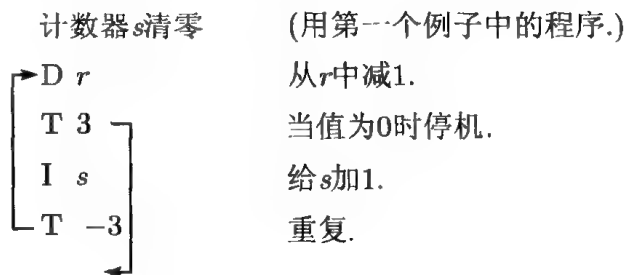 计数器s清零 (用第一个例子中的程序.)
D r 从r中减1.
T 3 当值为0时停机.
I s 给s加1.
T -3 重复.